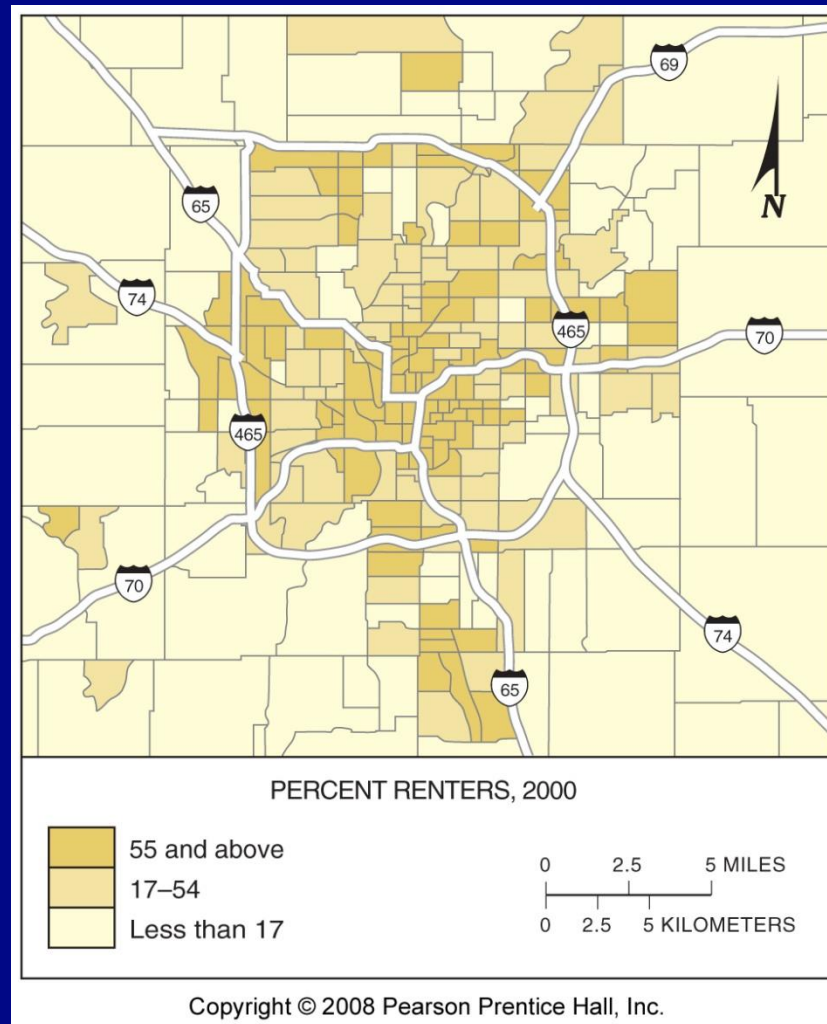 69
N
65
74
465
70
465
70
74
65
PERCENT RENTERS, 2000
55 and above
17–54
Less than 17
0 2.5 5 MILES
0 2.5 5 KILOMETERS
Copyright © 2008 Pearson Prentice Hall, Inc.